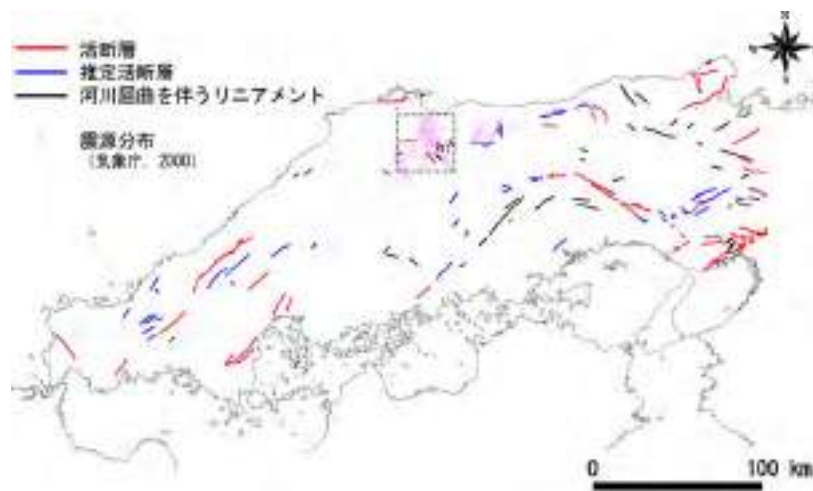 活断層
推定活断層
河川屈曲を伴うリニアメント
震源分布
(気象庁, 2000)
0 100 km